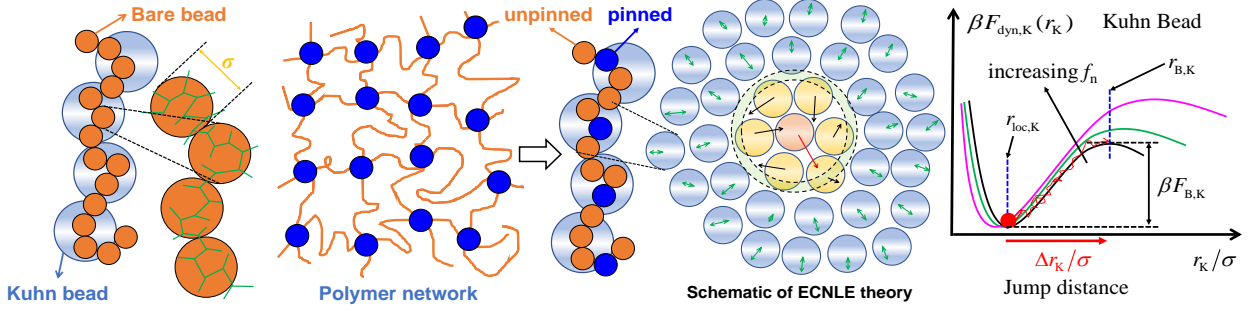 Bare bead
σ
Kuhn bead
Polymer network
unpinned
pinned
Schematic of ECNLE theory
βF_dyn,K(r_K)
Kuhn Bead
increasing f_n
r_B,K
r_loc,K
βF_B,K
Δr_K/σ
r_K/σ
Jump distance